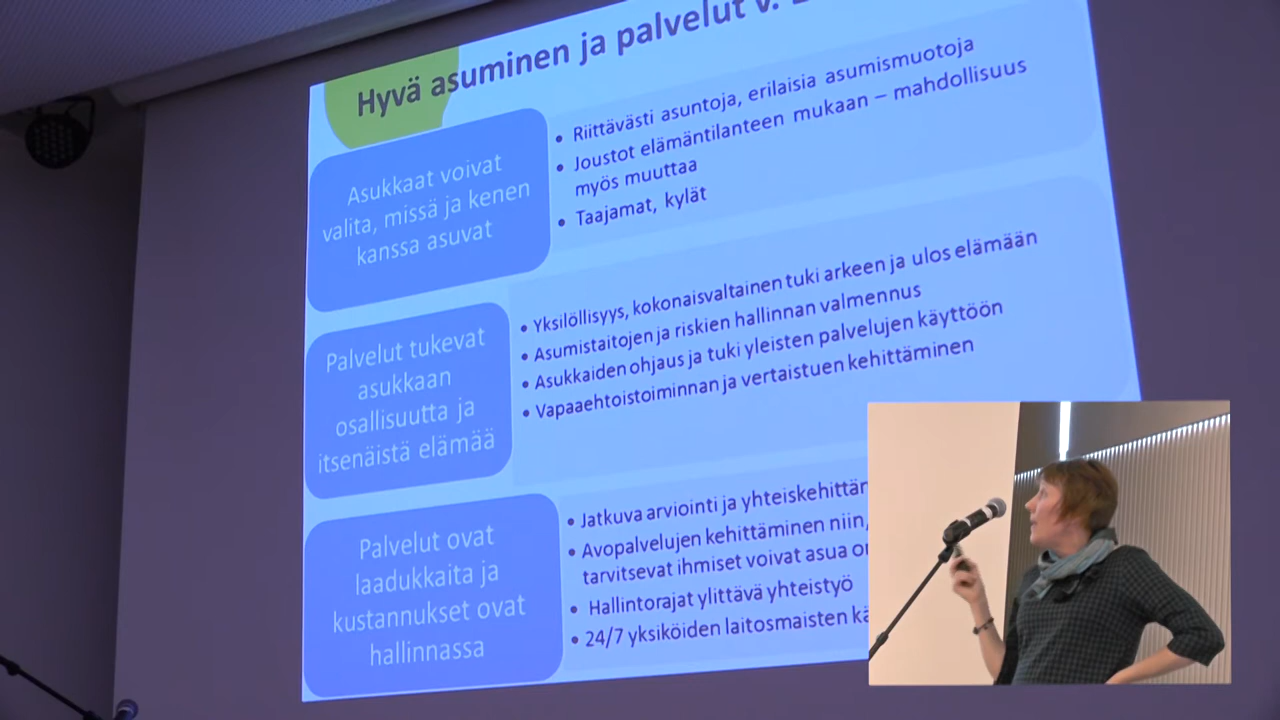 Hyvä asuminen ja palvelut v.
Asukkaat voivat
valita, missä ja kenen
kanssa asuvat
• Riittävästi asuntoja, erilaisia asumismuotoja
• Joustot elämäntilanteen mukaan – mahdollisuus
myös muuttaa
• Taajamat, kylät
Palvelut tukevat
asukkaan
osallisuutta ja
itsenäistä elämää
• Yksilöllisyys, kokonaisvaltainen tuki arkeen ja ulos elämään
• Asumistaitojen ja riskien hallinnan valmennus
• Asukkaiden ohjaus ja tuki yleisten palvelujen käyttöön
• Vapaaehtoistoiminnan ja vertaistuen kehittäminen
Palvelut ovat
laadukkaita ja
kustannukset ovat
hallinnassa
• Jatkuva arviointi ja
• Avopalvelujen kehittäminen niin,
tarvitsevat ihmiset voivat asua
• Hallintorajat ylittävä yhteistyö
• 24/7 yksiköiden laitosmaisten